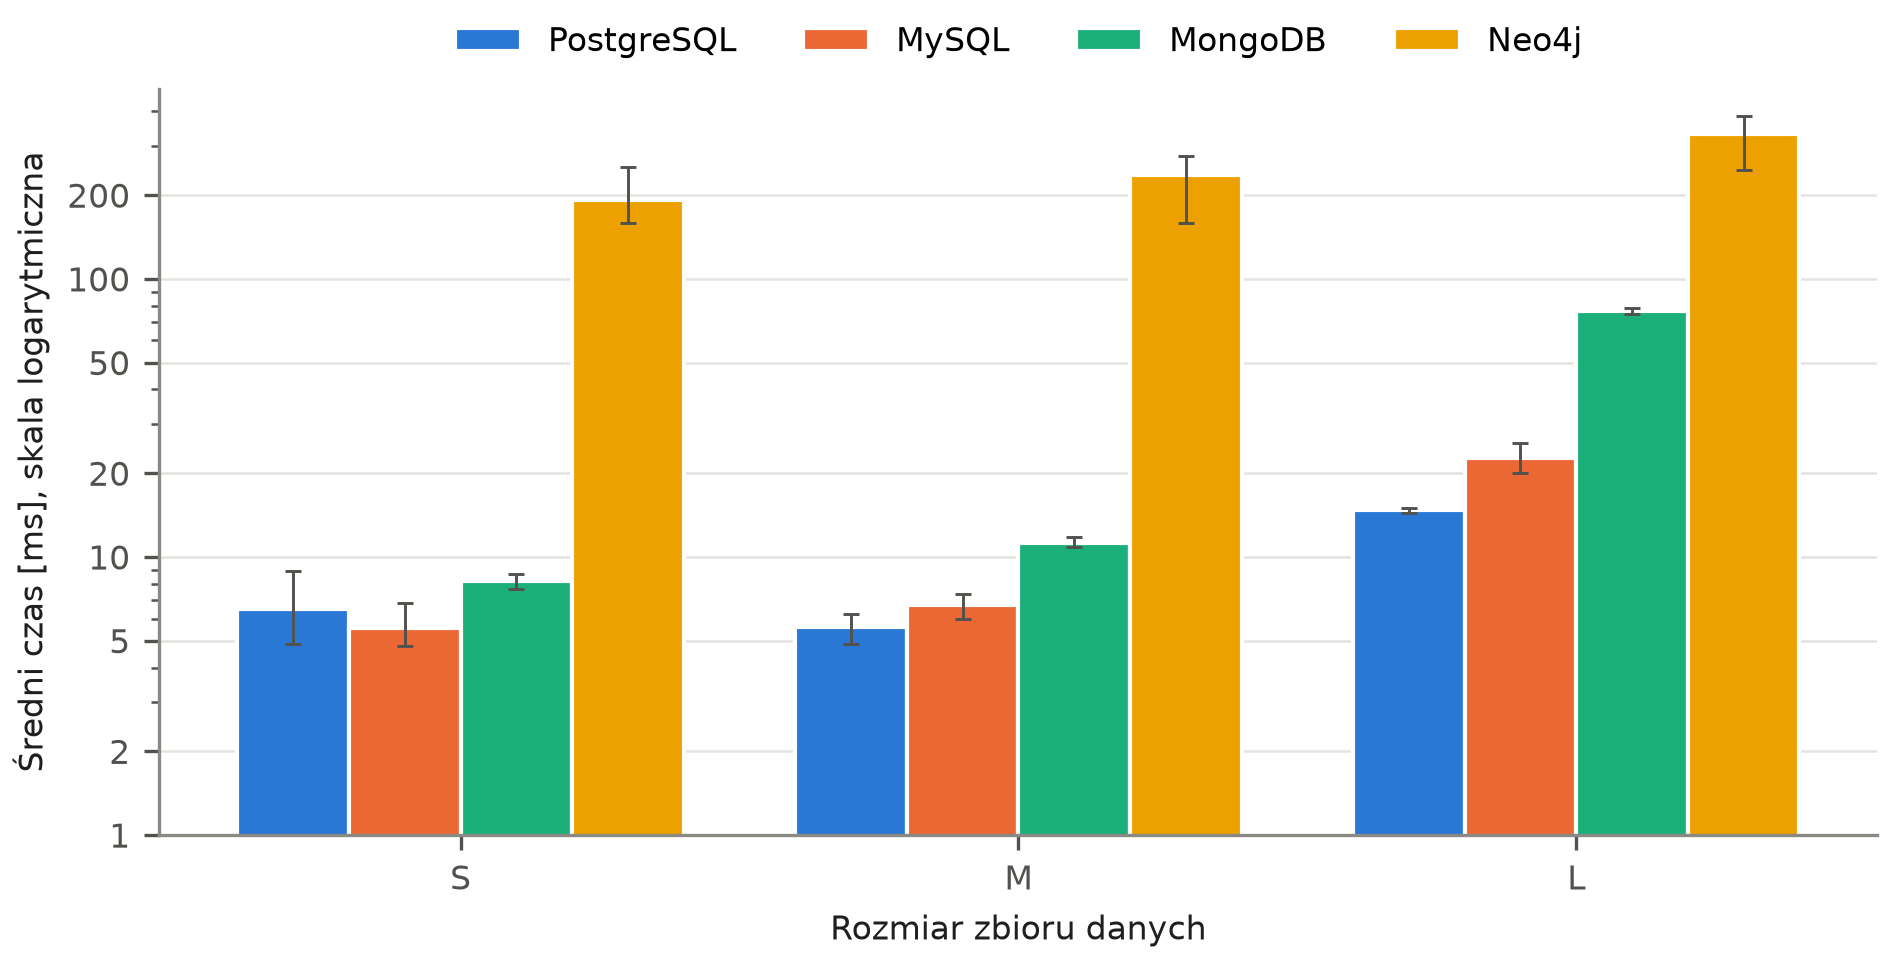 PostgreSQL MySQL MongoDB Neo4j
Średni czas [ms], skala logarytmiczna
200
100
50
20
10
5
2
1
S M L
Rozmiar zbioru danych